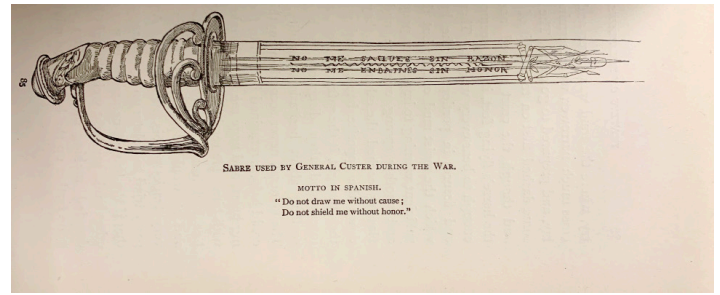 NO ME SAQUES SIN RAZON
NO ME ENBAINES SIN HONOR
85
SABRE USED BY GENERAL CUSTER DURING THE WAR.
MOTTO IN SPANISH.
“Do not draw me without cause;
Do not shield me without honor.”